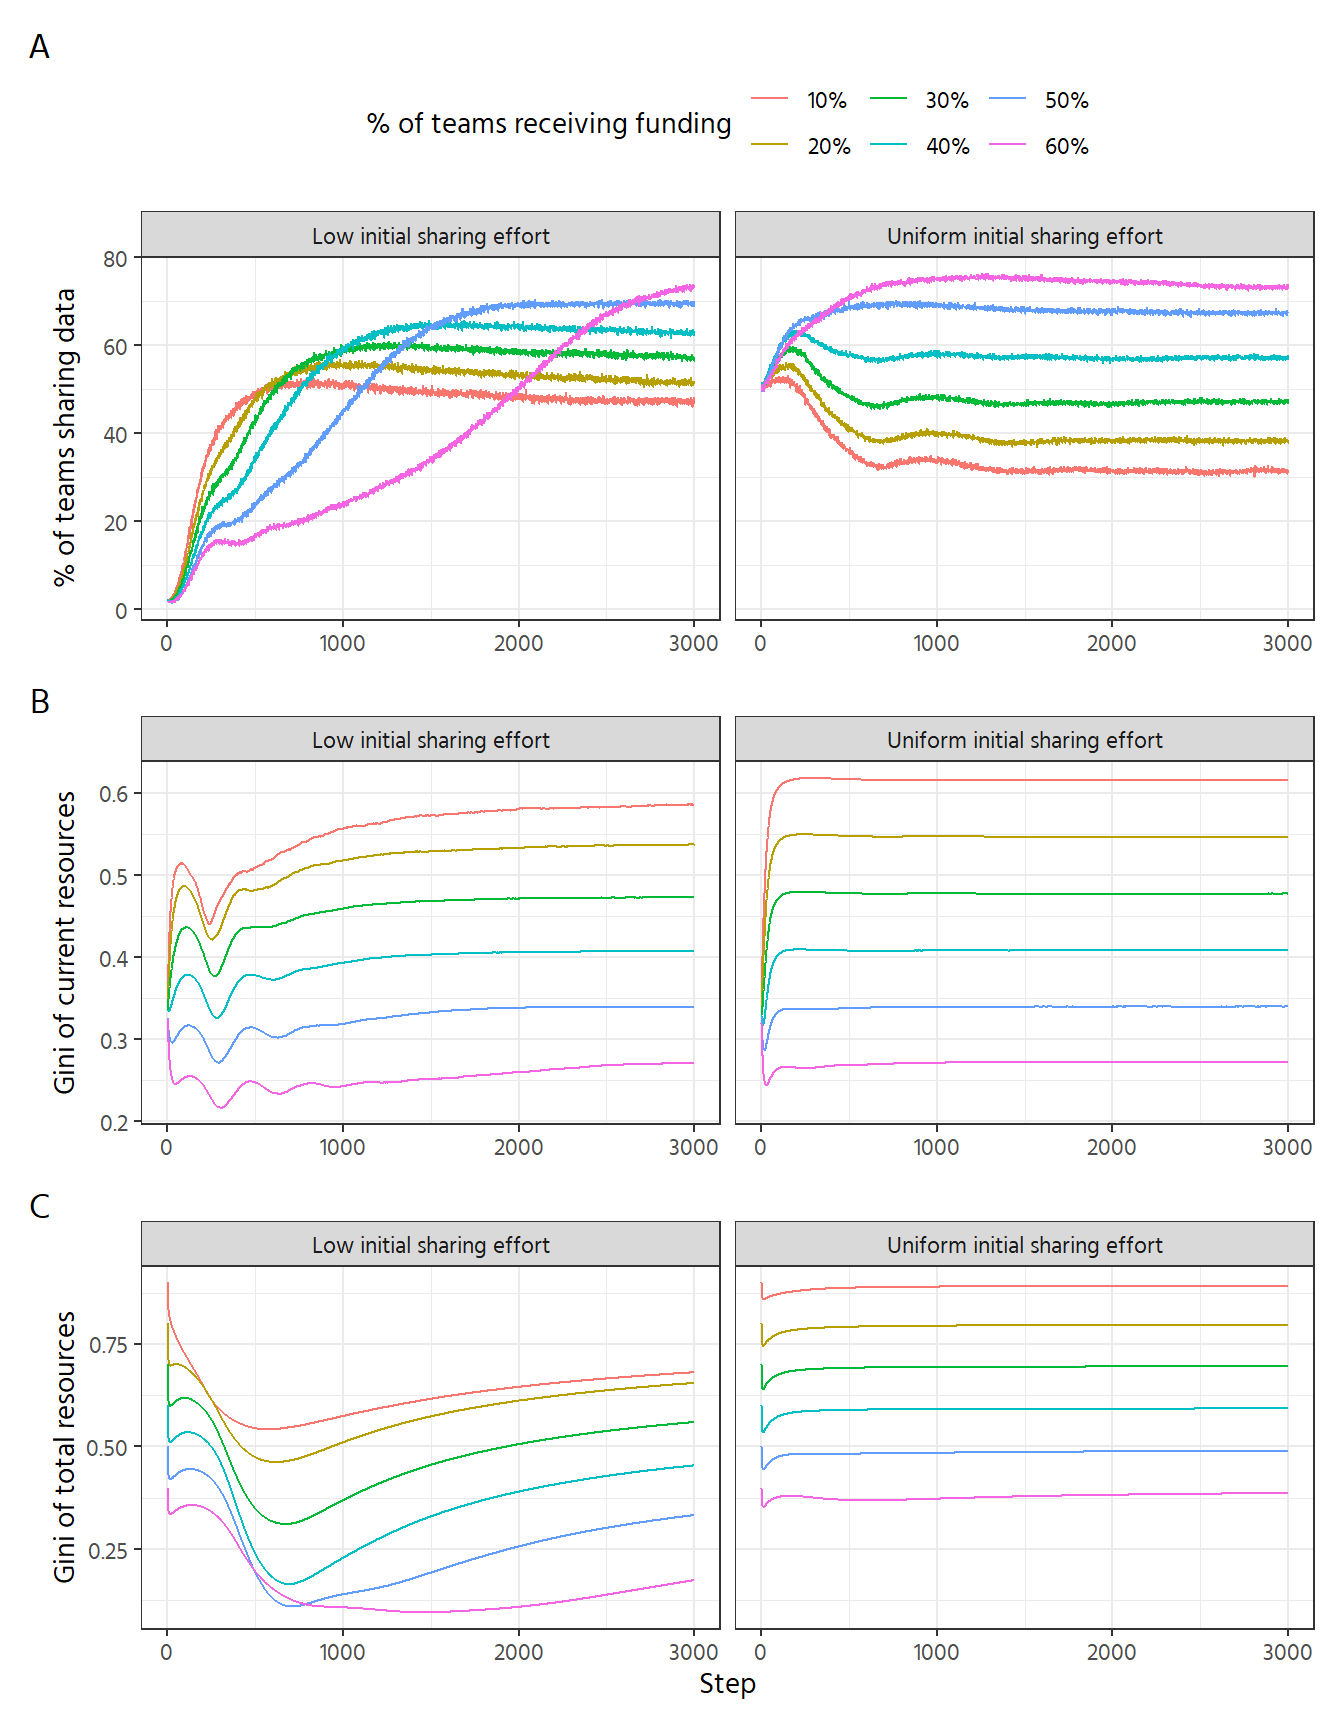 A
% of teams receiving funding
10% 30% 50%
20% 40% 60%
Low initial sharing effort Uniform initial sharing effort
% of teams sharing data
80
60
40
20
0
0 1000 2000 3000 0 1000 2000 3000
B
Low initial sharing effort Uniform initial sharing effort
Gini of current resources
0.6
0.5
0.4
0.3
0.2
0 1000 2000 3000 0 1000 2000 3000
C
Low initial sharing effort Uniform initial sharing effort
Gini of total resources
0.75
0.50
0.25
0 1000 2000 3000 0 1000 2000 3000
Step